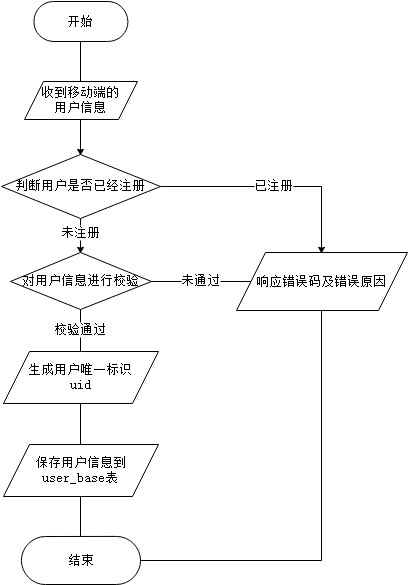 开始
收到移动端的
用户信息
判断用户是否已经注册
已注册
未注册
对用户信息进行校验
未通过
响应错误码及错误原因
校验通过
生成用户唯一标识
uid
保存用户信息到
user_base表
结束